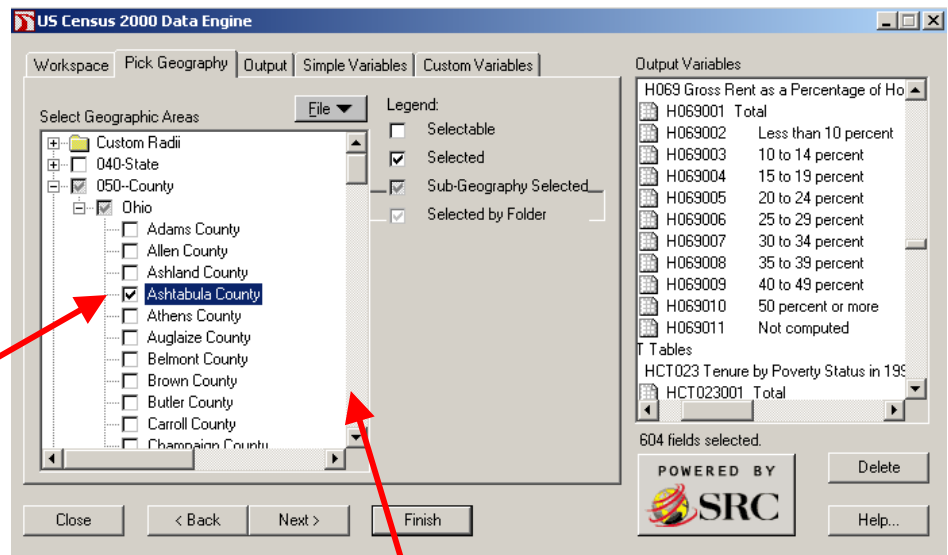 US Census 2000 Data Engine
Workspace
Pick Geography
Output
Simple Variables
Custom Variables
Select Geographic Areas
File
Custom Radii
040-State
050--County
Ohio
Adams County
Allen County
Ashland County
Ashtabula County
Athens County
Auglaize County
Belmont County
Brown County
Butler County
Carroll County
Champaign County
Legend:
Selectable
Selected
Sub-Geography Selected
Selected by Folder
Output Variables
H069 Gross Rent as a Percentage of Ho
H069001 Total
H069002 Less than 10 percent
H069003 10 to 14 percent
H069004 15 to 19 percent
H069005 20 to 24 percent
H069006 25 to 29 percent
H069007 30 to 34 percent
H069008 35 to 39 percent
H069009 40 to 49 percent
H069010 50 percent or more
H069011 Not computed
T Tables
HCT023 Tenure by Poverty Status in 199
HCT023001 Total
604 fields selected.
POWERED BY
SRC
Delete
Help...
Close
< Back
Next >
Finish